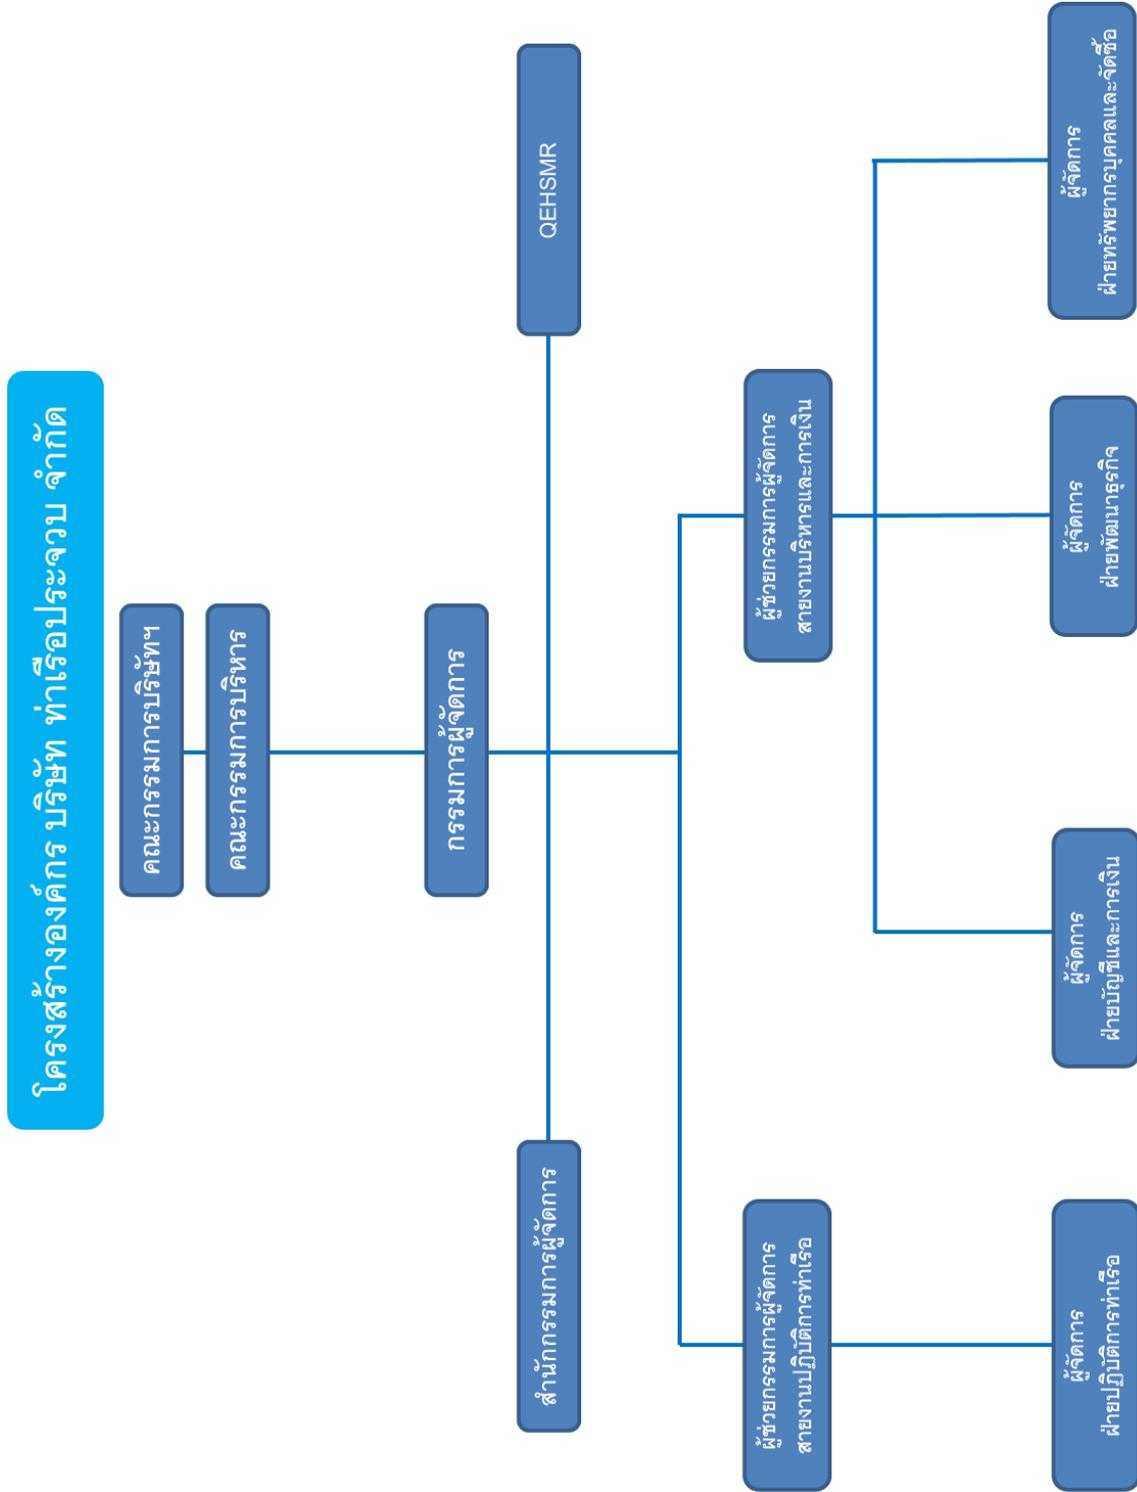 โครงสร้างองค์กร บริษัท ท่าเรือประจวบ จำกัด
คณะกรรมการบริษัทฯ
คณะกรรมการบริหาร
กรรมการผู้จัดการ
สำนักกรรมการผู้จัดการ
QEHSMR
ผู้ช่วยกรรมการผู้จัดการ
สายงานปฏิบัติการท่าเรือ
ผู้ช่วยกรรมการผู้จัดการ
สายงานบริหารและการเงิน
ผู้จัดการ
ฝ่ายปฏิบัติการท่าเรือ
ผู้จัดการ
ฝ่ายบัญชีและการเงิน
ผู้จัดการ
ฝ่ายพัฒนาธุรกิจ
ผู้จัดการ
ฝ่ายทรัพยากรบุคคลและจัดซื้อ